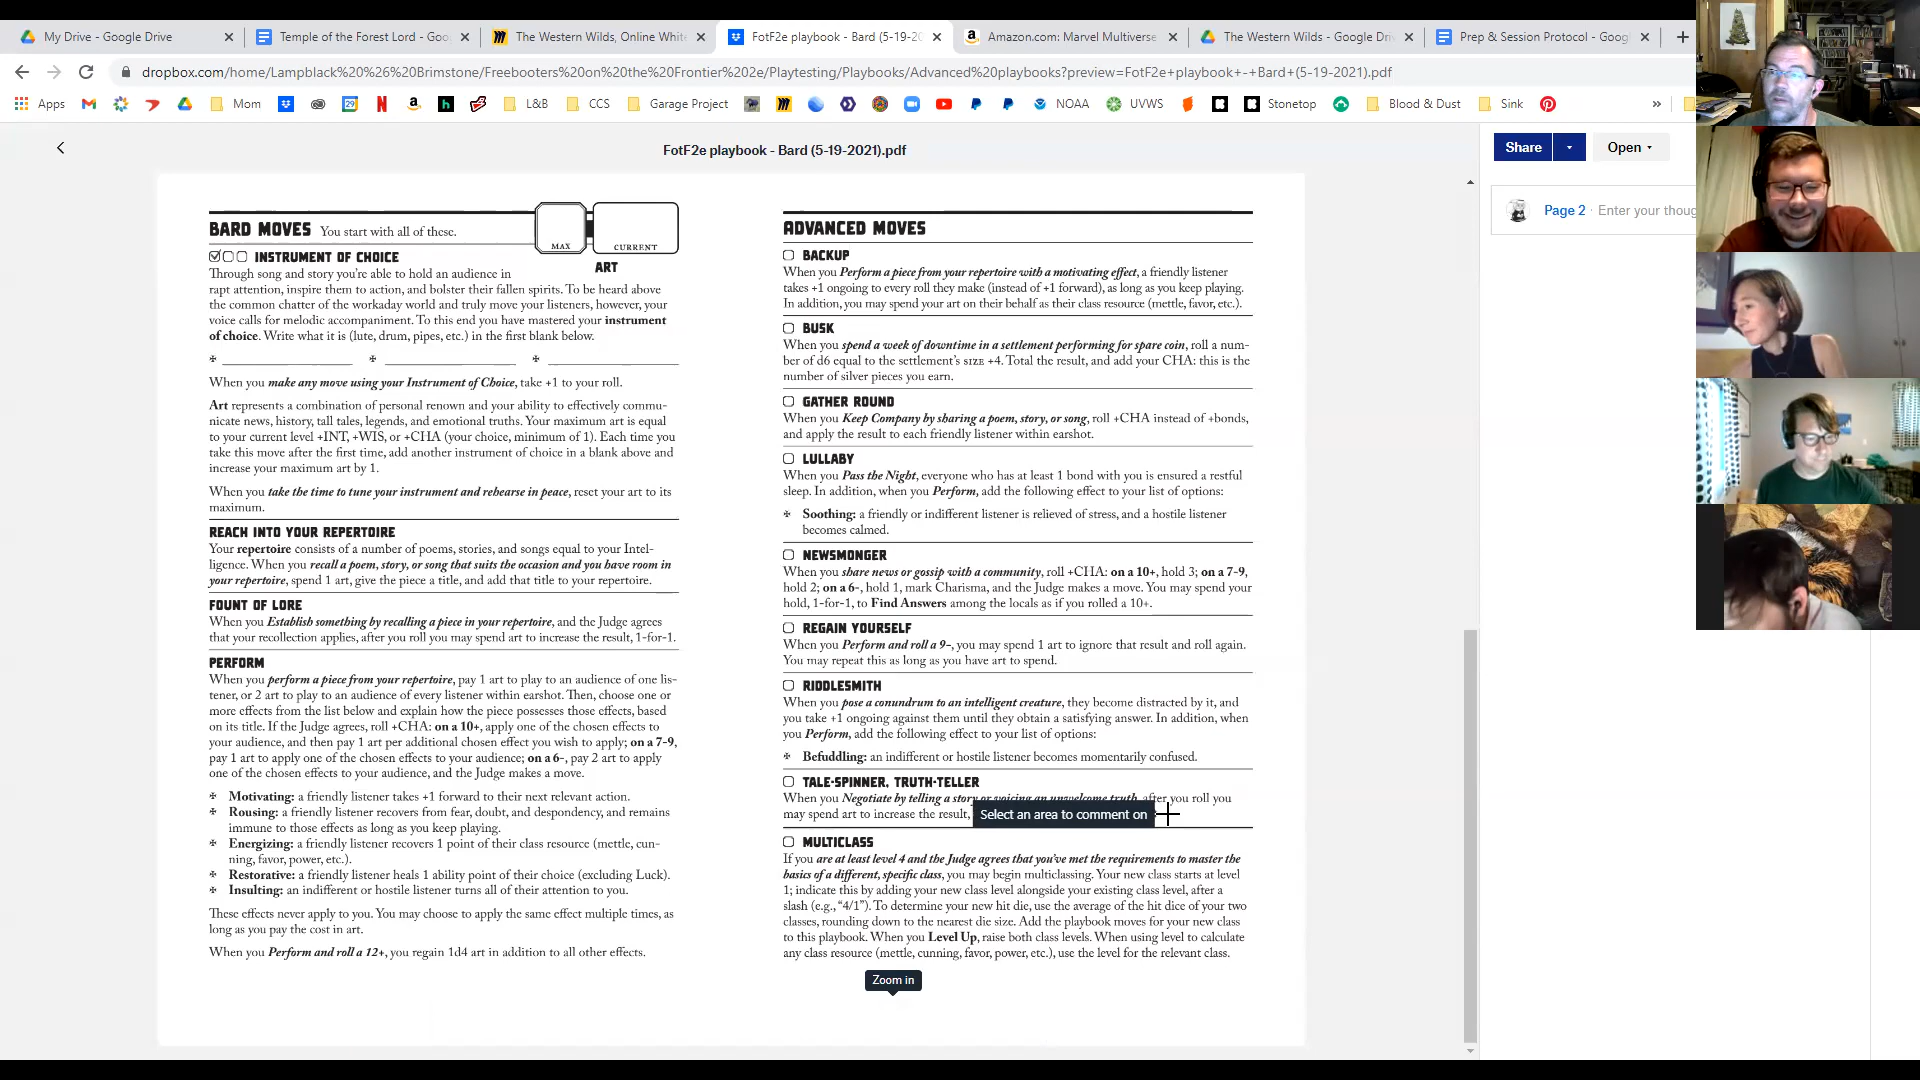 My Drive - Google Drive
Temple of the Forest Lord - Goo
The Western Wilds, Online White
FotF2e playbook - Bard (5-19-20
Amazon.com: Marvel Multiverse
The Western Wilds - Google Dri
Prep & Session Protocol - Googl
dropbox.com/home/Lampblack%20%26%20Brimstone/Freebooters%20on%20the%20Frontier%202e/Playtesting/Playbooks/Advanced%20playbooks?preview=FotF2e+playbook+-+Bard+(5-19-2021).pdf
Apps
Mom
L&B
CCS
Garage Project
NOAA
UVWS
Stonetop
Blood & Dust
Sink
FotF2e playbook - Bard (5-19-2021).pdf
Share
Open
Page 2 · Enter your thoug
BARD MOVES You start with all of these.
MAX
CURRENT
ART
INSTRUMENT OF CHOICE
Through song and story you're able to hold an audience in
rapt attention, inspire them to action, and bolster their fallen spirits. To be heard above
the common chatter of the workaday world and truly move your listeners, however, your
voice calls for melodic accompaniment. To this end you have mastered your instrument
of choice. Write what it is (lute, drum, pipes, etc.) in the first blank below.
When you make any move using your Instrument of Choice, take +1 to your roll.
Art represents a combination of personal renown and your ability to effectively commu-
nicate news, history, tall tales, legends, and emotional truths. Your maximum art is equal
to your current level +INT, +WIS, or +CHA (your choice, minimum of 1). Each time you
take this move after the first time, add another instrument of choice in a blank above and
increase your maximum art by 1.
When you take the time to tune your instrument and rehearse in peace, reset your art to its
maximum.
REACH INTO YOUR REPERTOIRE
Your repertoire consists of a number of poems, stories, and songs equal to your Intel-
ligence. When you recall a poem, story, or song that suits the occasion and you have room in
your repertoire, spend 1 art, give the piece a title, and add that title to your repertoire.
FOUNT OF LORE
When you Establish something by recalling a piece in your repertoire, and the Judge agrees
that your recollection applies, after you roll you may spend art to increase the result, 1-for-1.
PERFORM
When you perform a piece from your repertoire, pay 1 art to play to an audience of one lis-
tener, or 2 art to play to an audience of every listener within earshot. Then, choose one or
more effects from the list below and explain how the piece possesses those effects, based
on its title. If the Judge agrees, roll +CHA: on a 10+, apply one of the chosen effects to
your audience, and then pay 1 art per additional chosen effect you wish to apply; on a 7-9,
pay 1 art to apply one of the chosen effects to your audience; on a 6-, pay 2 art to apply
one of the chosen effects to your audience, and the Judge makes a move.
Motivating: a friendly listener takes +1 forward to their next relevant action.
Rousing: a friendly listener recovers from fear, doubt, and despondency, and remains
immune to those effects as long as you keep playing.
Energizing: a friendly listener recovers 1 point of their class resource (mettle, cun-
ning, favor, power, etc.).
Restorative: a friendly listener heals 1 ability point of their choice (excluding Luck).
Insulting: an indifferent or hostile listener turns all of their attention to you.
These effects never apply to you. You may choose to apply the same effect multiple times, as
long as you pay the cost in art.
When you Perform and roll a 12+, you regain 1d4 art in addition to all other effects.
ADVANCED MOVES
BACKUP
When you Perform a piece from your repertoire with a motivating effect, a friendly listener
takes +1 ongoing to every roll they make (instead of +1 forward), as long as you keep playing.
In addition, you may spend your art on their behalf as their class resource (mettle, favor, etc.).
BUSK
When you spend a week of downtime in a settlement performing for spare coin, roll a num-
ber of d6 equal to the settlement's SIZE +4. Total the result, and add your CHA: this is the
number of silver pieces you earn.
GATHER ROUND
When you Keep Company by sharing a poem, story, or song, roll +CHA instead of +bonds,
and apply the result to each friendly listener within earshot.
LULLABY
When you Pass the Night, everyone who has at least 1 bond with you is ensured a restful
sleep. In addition, when you Perform, add the following effect to your list of options:
Soothing: a friendly or indifferent listener is relieved of stress, and a hostile listener
becomes calmed.
NEWSMONGER
When you share news or gossip with a community, roll +CHA: on a 10+, hold 3; on a 7-9,
hold 2; on a 6-, hold 1, mark Charisma, and the Judge makes a move. You may spend your
hold, 1-for-1, to Find Answers among the locals as if you rolled a 10+.
REGAIN YOURSELF
When you Perform and roll a 9-, you may spend 1 art to ignore that result and roll again.
You may repeat this as long as you have art to spend.
RIDDLESMITH
When you pose a conundrum to an intelligent creature, they become distracted by it, and
you take +1 ongoing against them until they obtain a satisfying answer. In addition, when
you Perform, add the following effect to your list of options:
Befuddling: an indifferent or hostile listener becomes momentarily confused.
TALE-SPINNER, TRUTH-TELLER
When you Negotiate by telling a story or voicing an unwelcome truth, after you roll you
may spend art to increase the result,
Select an area to comment on
MULTICLASS
If you are at least level 4 and the Judge agrees that you've met the requirements to master the
basics of a different, specific class, you may begin multiclassing. Your new class starts at level
1; indicate this by adding your new class level alongside your existing class level, after a
slash (e.g., “4/1”). To determine your new hit die, use the average of the hit dice of your two
classes, rounding down to the nearest die size. Add the playbook moves for your new class
to this playbook. When you Level Up, raise both class levels. When using level to calculate
any class resource (mettle, cunning, favor, power, etc.), use the level for the relevant class.
Zoom in